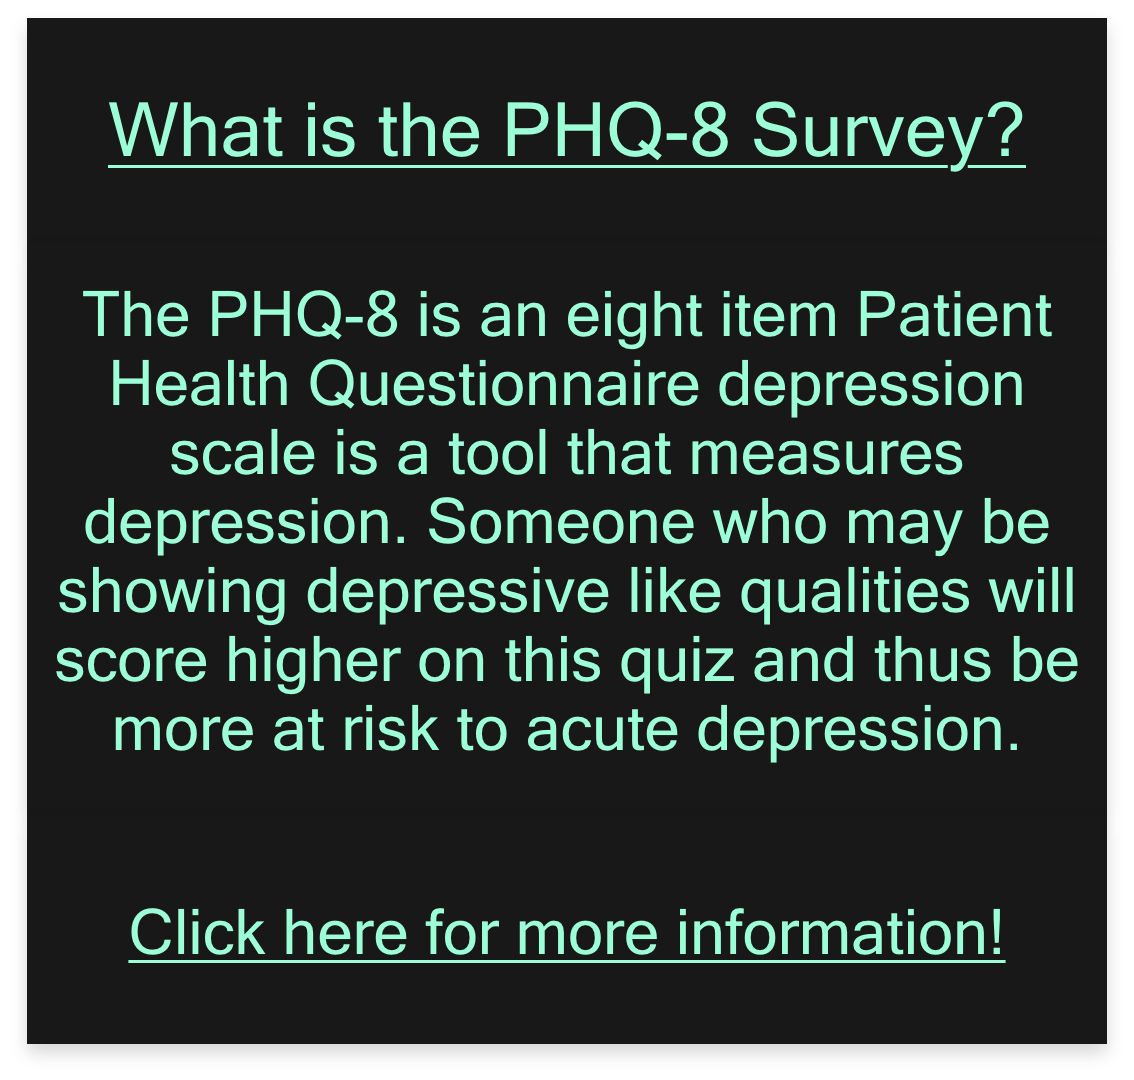 What is the PHQ-8 Survey?
The PHQ-8 is an eight item Patient
Health Questionnaire depression
scale is a tool that measures
depression. Someone who may be
showing depressive like qualities will
score higher on this quiz and thus be
more at risk to acute depression.
Click here for more information!